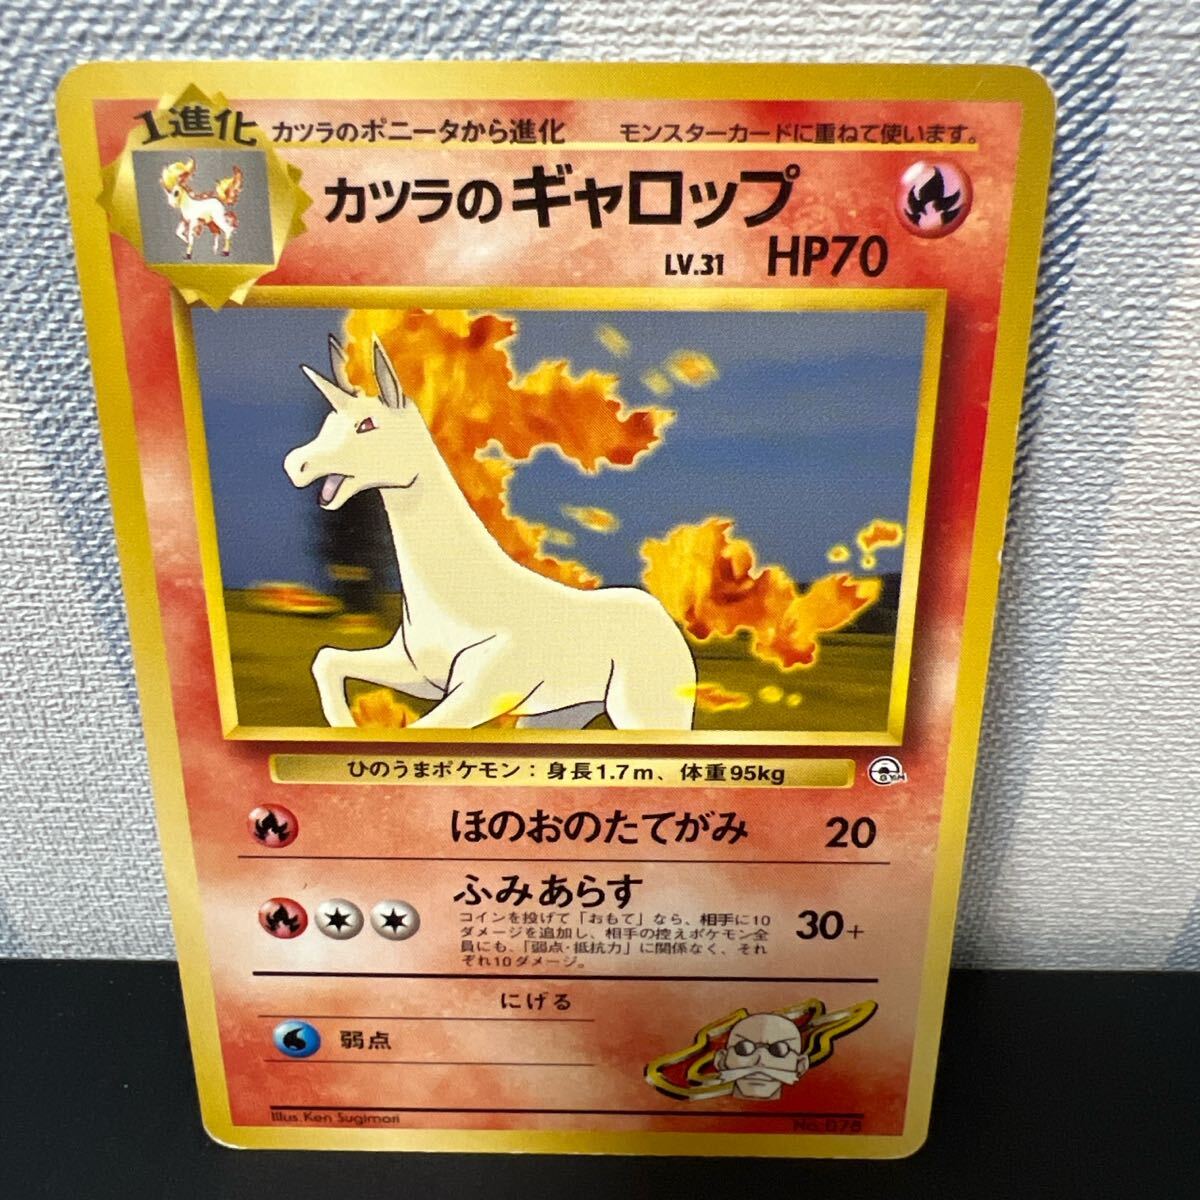 1進化 カツラのポニータから進化 モンスターカードに重ねて使います。
カツラのギャロップ
LV.31 HP70
ひのうまポケモン：身長1.7m、体重95kg
GYM
ほのおのたてがみ 20
ふみあらす
コインを投げて「おもて」なら、相手に10
ダメージを追加し、相手の控えポケモン全
員にも、「弱点・抵抗力」に関係なく、それ
ぞれ10ダメージ。
30+
にげる
弱点
Illus. Ken Sugimori No. 078